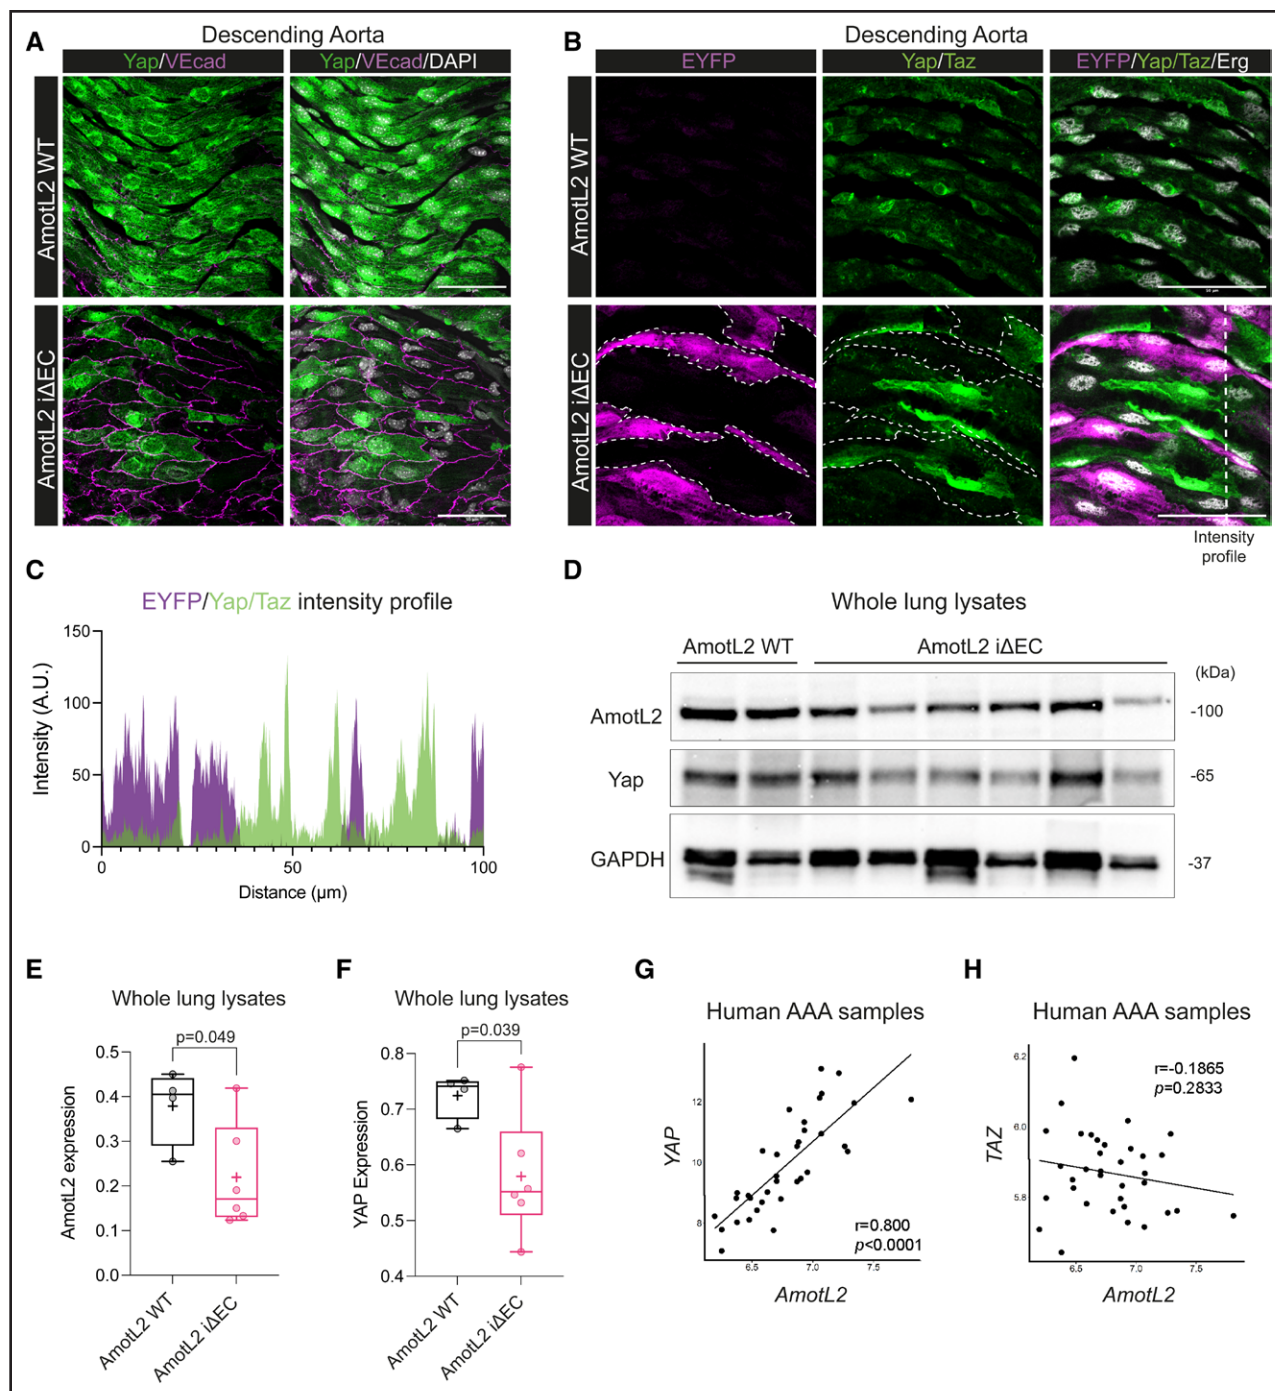 A
Descending Aorta
Yap/VEcad
Yap/VEcad/DAPI
AmotL2 WT
AmotL2 iΔEC
B
Descending Aorta
EYFP
Yap/Taz
EYFP/Yap/Taz/Erg
AmotL2 WT
AmotL2 iΔEC
Intensity
profile
C
EYFP/Yap/Taz intensity profile
150
100
50
0
Intensity (A.U.)
0
50
100
Distance (µm)
D
Whole lung lysates
AmotL2 WT
AmotL2 iΔEC
(kDa)
AmotL2
-100
Yap
-65
GAPDH
-37
E
Whole lung lysates
p=0.049
0.5
0.4
0.3
0.2
0.1
0.0
AmotL2 expression
AmotL2 WT
AmotL2 iΔEC
F
Whole lung lysates
p=0.039
0.8
0.7
0.6
0.5
0.4
YAP Expression
AmotL2 WT
AmotL2 iΔEC
G
Human AAA samples
12
10
8
YAP
r=0.800
p<0.0001
6.5
7.0
7.5
AmotL2
H
Human AAA samples
6.2
6.0
5.8
TAZ
r=-0.1865
p=0.2833
6.5
7.0
7.5
AmotL2